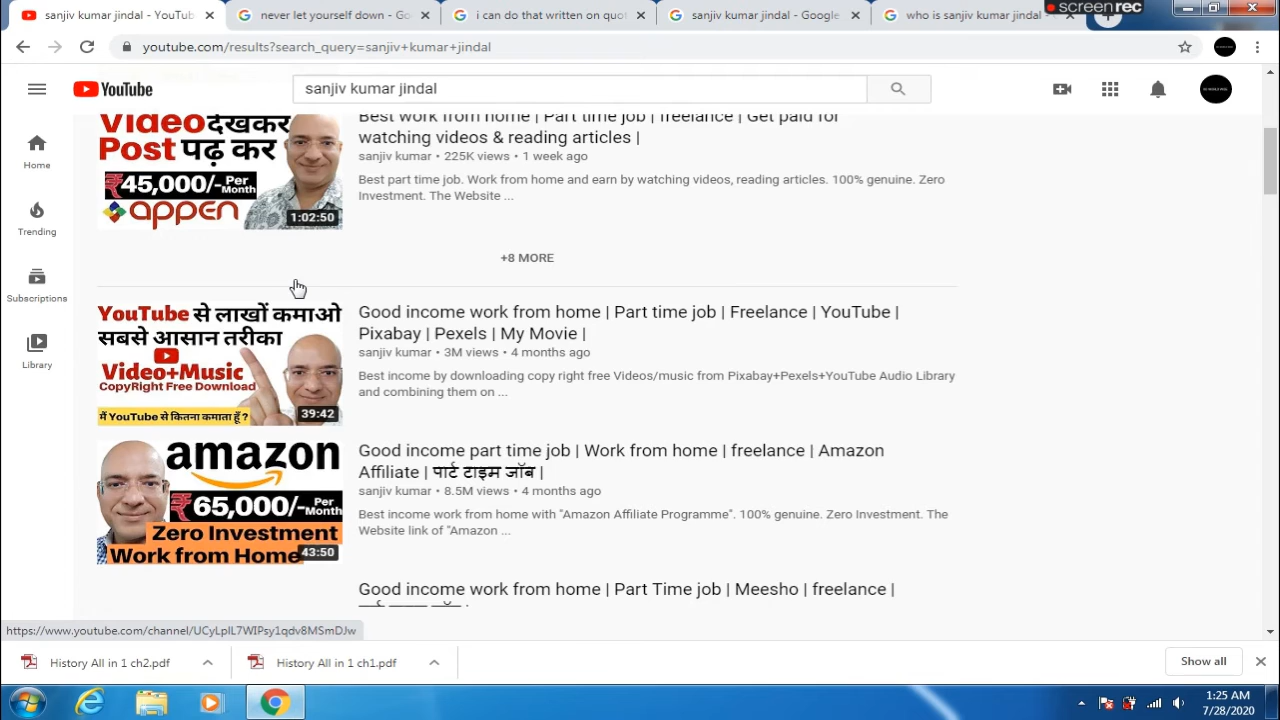 sanjiv kumar jindal - YouTub
never let yourself down - Go
i can do that written on quot
sanjiv kumar jindal - Google
who is sanjiv kumar jindal -
screen rec
youtube.com/results?search_query=sanjiv+kumar+jindal
YouTube
sanjiv kumar jindal
Home
Trending
Subscriptions
Library
Video देखकर
Post पढ़ कर
₹45,000/- Per Month
appen
1:02:50
Best work from home | Part time job | freelance | Get paid for
watching videos & reading articles |
sanjiv kumar • 225K views • 1 week ago
Best part time job. Work from home and earn by watching videos, reading articles. 100% genuine. Zero
Investment. The Website ...
+8 MORE
YouTube से लाखों कमाओ
सबसे आसान तरीका
Video+Music
CopyRight Free Download
मैं YouTube से कितना कमाता हूँ ?
39:42
Good income work from home | Part time job | Freelance | YouTube |
Pixabay | Pexels | My Movie |
sanjiv kumar • 3M views • 4 months ago
Best income by downloading copy right free Videos/music from Pixabay+Pexels+YouTube Audio Library
and combining them on ...
amazon
₹65,000/- Per Month
Zero Investment
Work from Home
43:50
Good income part time job | Work from home | freelance | Amazon
Affiliate | पार्ट टाइम जॉब |
sanjiv kumar • 8.5M views • 4 months ago
Best income work from home with "Amazon Affiliate Programme". 100% genuine. Zero Investment. The
Website link of "Amazon ...
Good income work from home | Part Time job | Meesho | freelance |
https://www.youtube.com/channel/UCyLpIL7WIPsy1qdv8MSmDJw
History All in 1 ch2.pdf
History All in 1 ch1.pdf
Show all
1:25 AM
7/28/2020